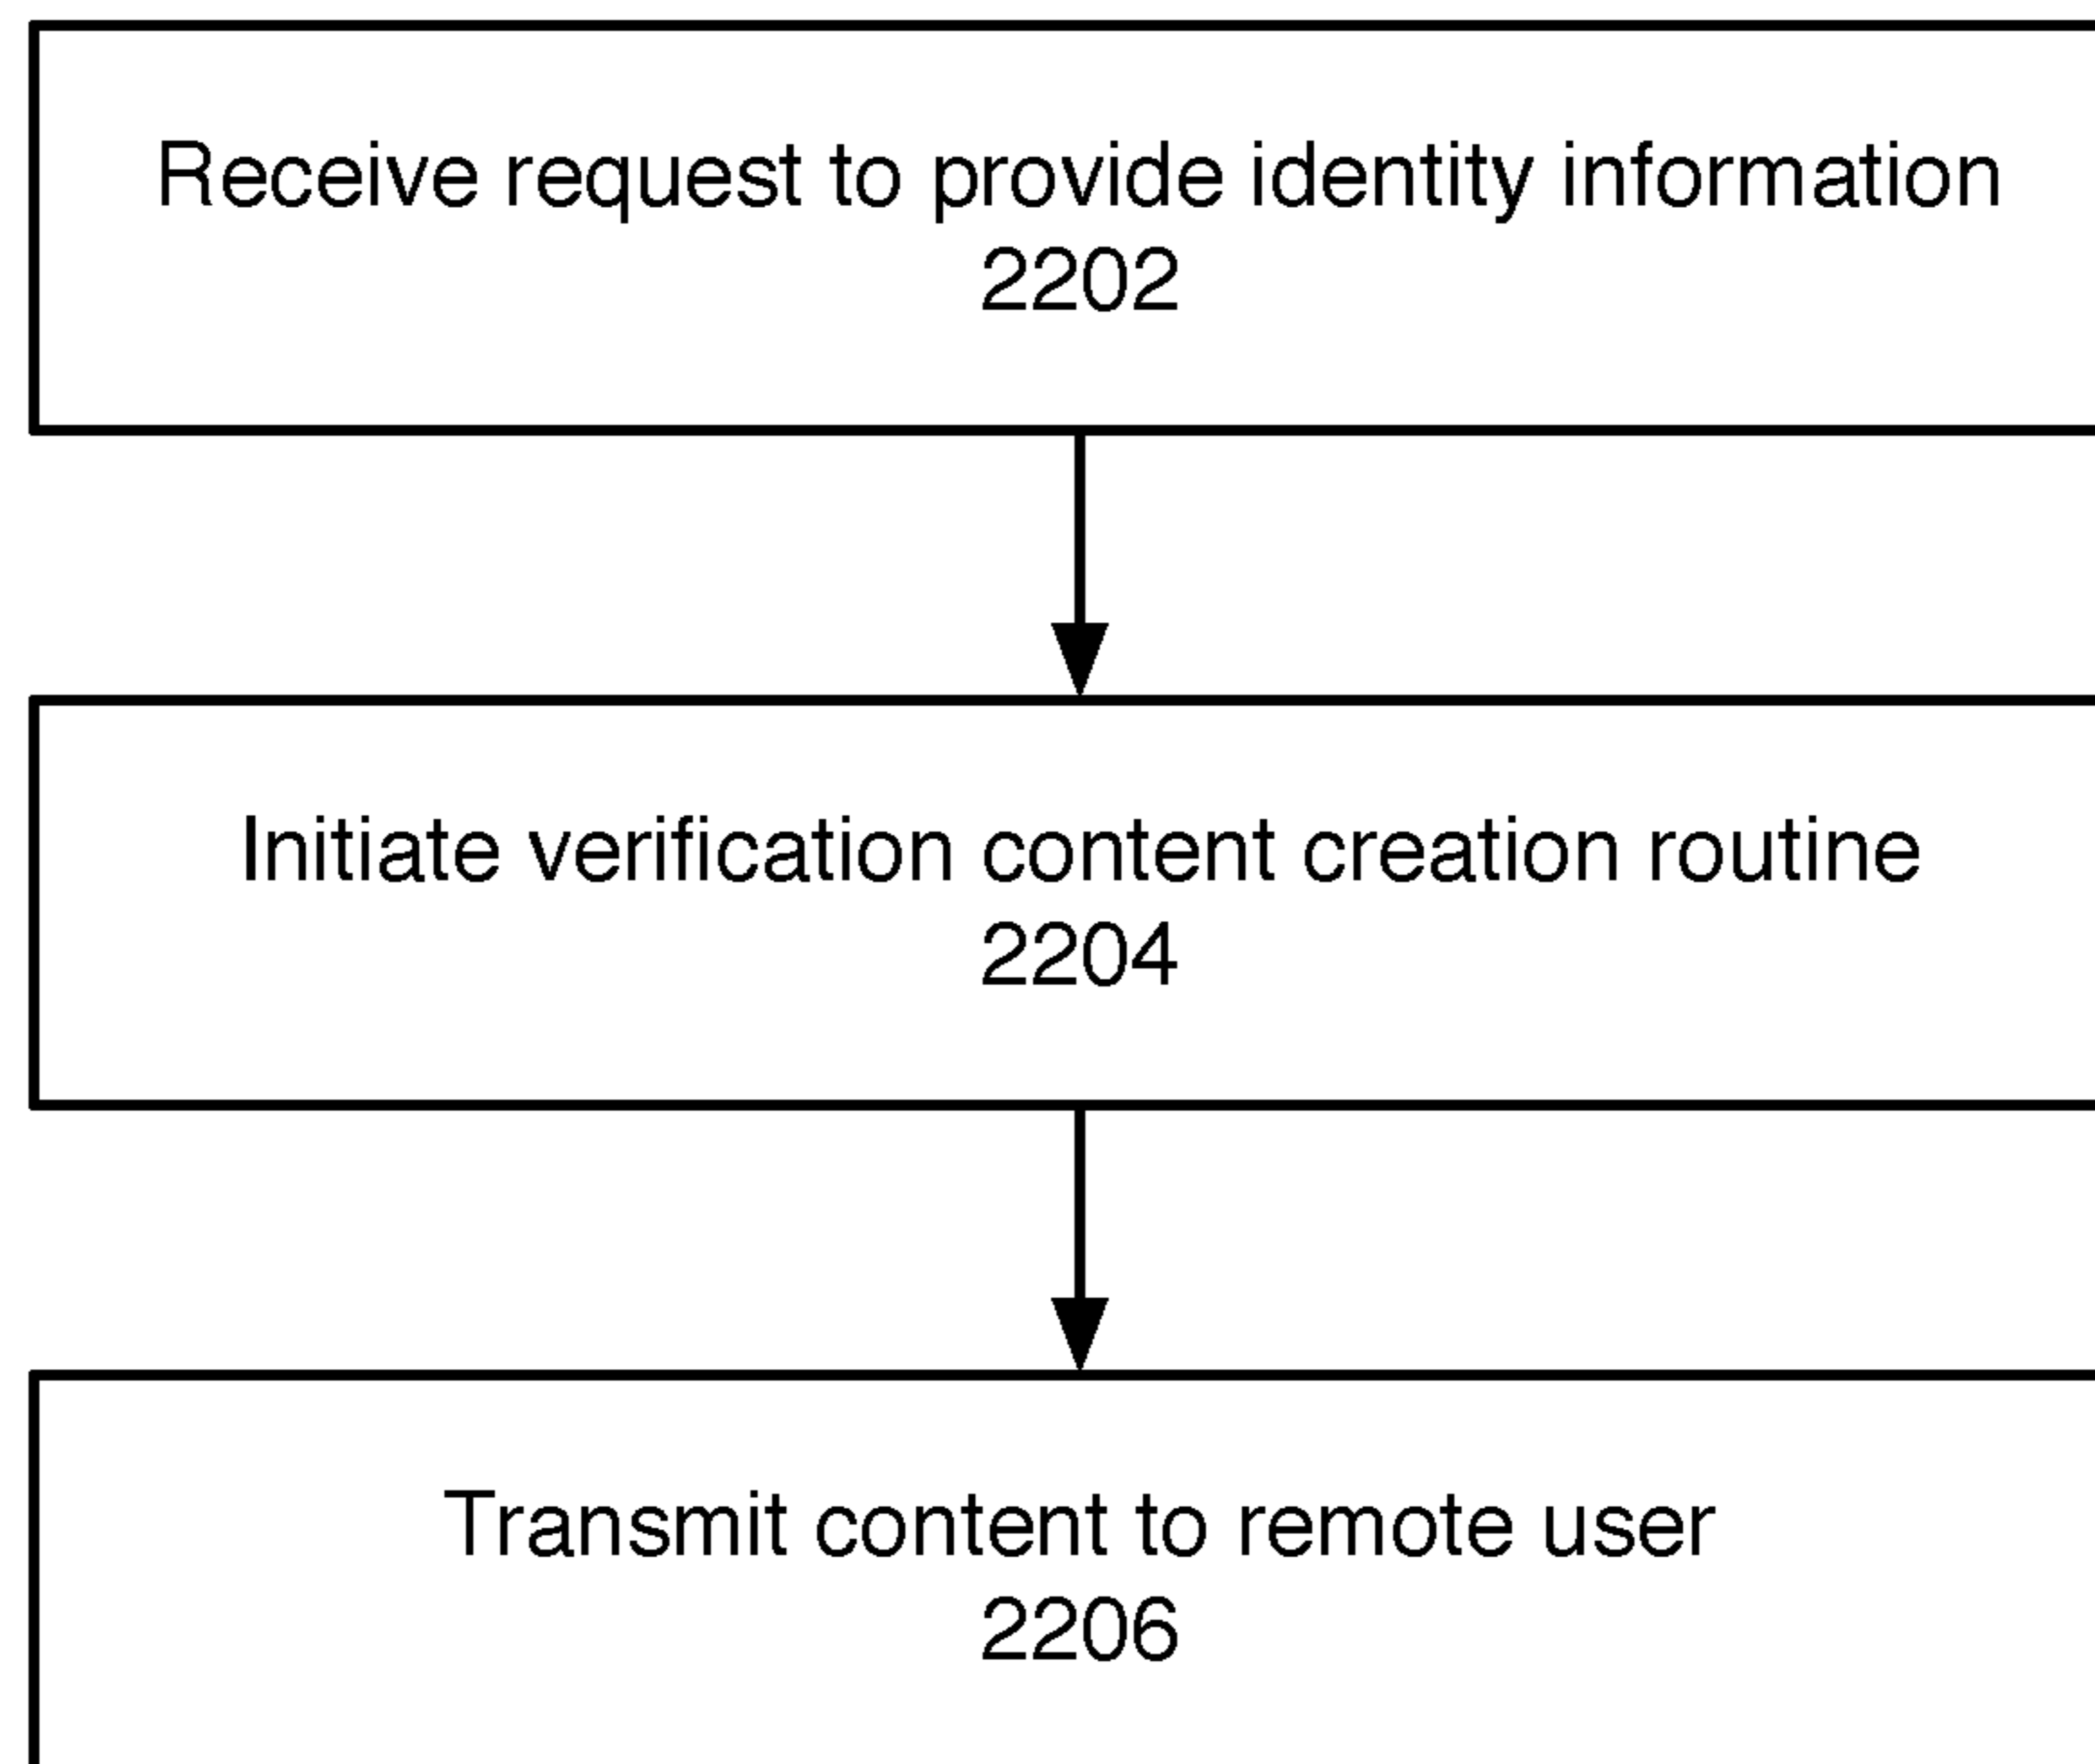 Receive request to provide identity information
2202
Initiate verification content creation routine
2204
Transmit content to remote user
2206